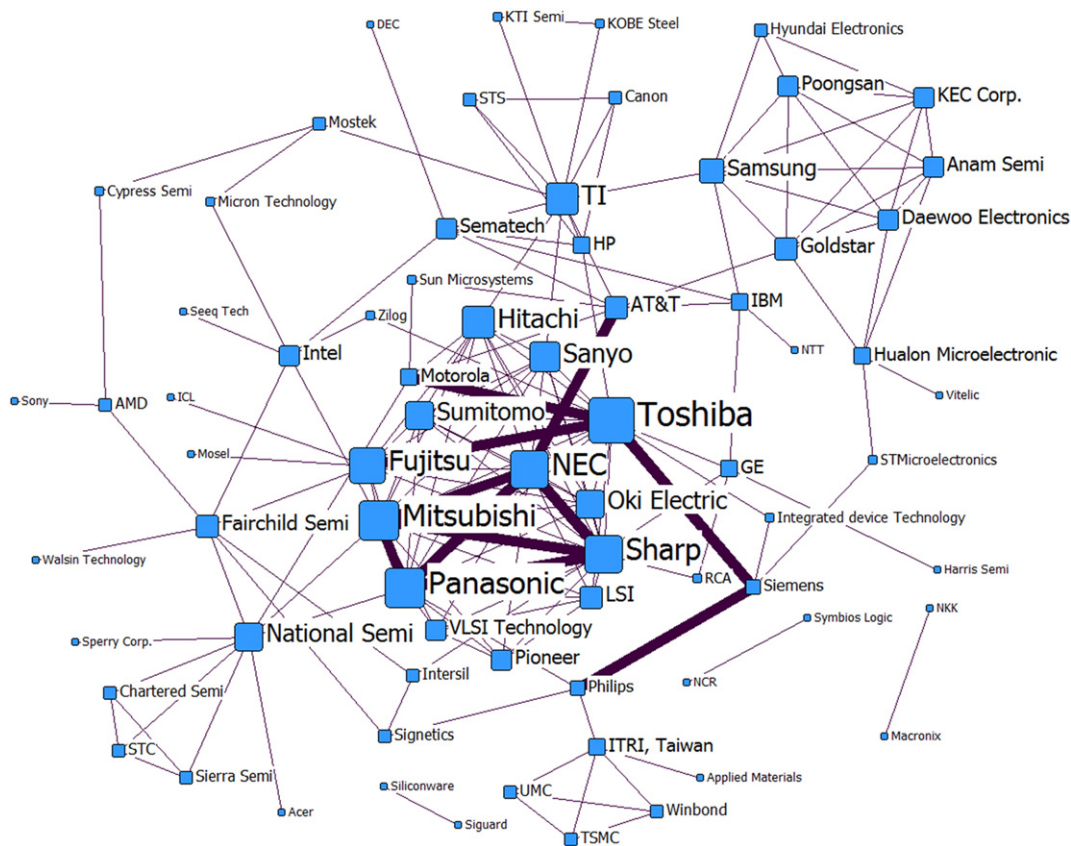 KTI Semi
DEC
KOBE Steel
Hyundai Electronics
Poongsan
KEC Corp.
STS
Canon
Mostek
Samsung
Anam Semi
Cypress Semi
TI
Micron Technology
Daewoo Electronics
Sematech
HP
Goldstar
Sun Microsystems
AT&T
IBM
Seeq Tech
Zilog
Hitachi
NTT
Intel
Sanyo
Hualon Microelectronic
Motorola
Vitelic
Sony
AMD
ICL
Sumitomo
Toshiba
Mosel
Fujitsu
NEC
GE
STMicroelectronics
Oki Electric
Fairchild Semi
Mitsubishi
Integrated device Technology
Walsin Technology
Sharp
Harris Semi
RCA
Panasonic
Siemens
LSI
NKK
Symbios Logic
VLSI Technology
National Semi
Sperry Corp.
Pioneer
Intersil
NCR
Philips
Chartered Semi
Signetics
Macronix
STC
ITRI, Taiwan
Sierra Semi
Applied Materials
Siliconware
UMC
Acer
Winbond
Siguard
TSMC